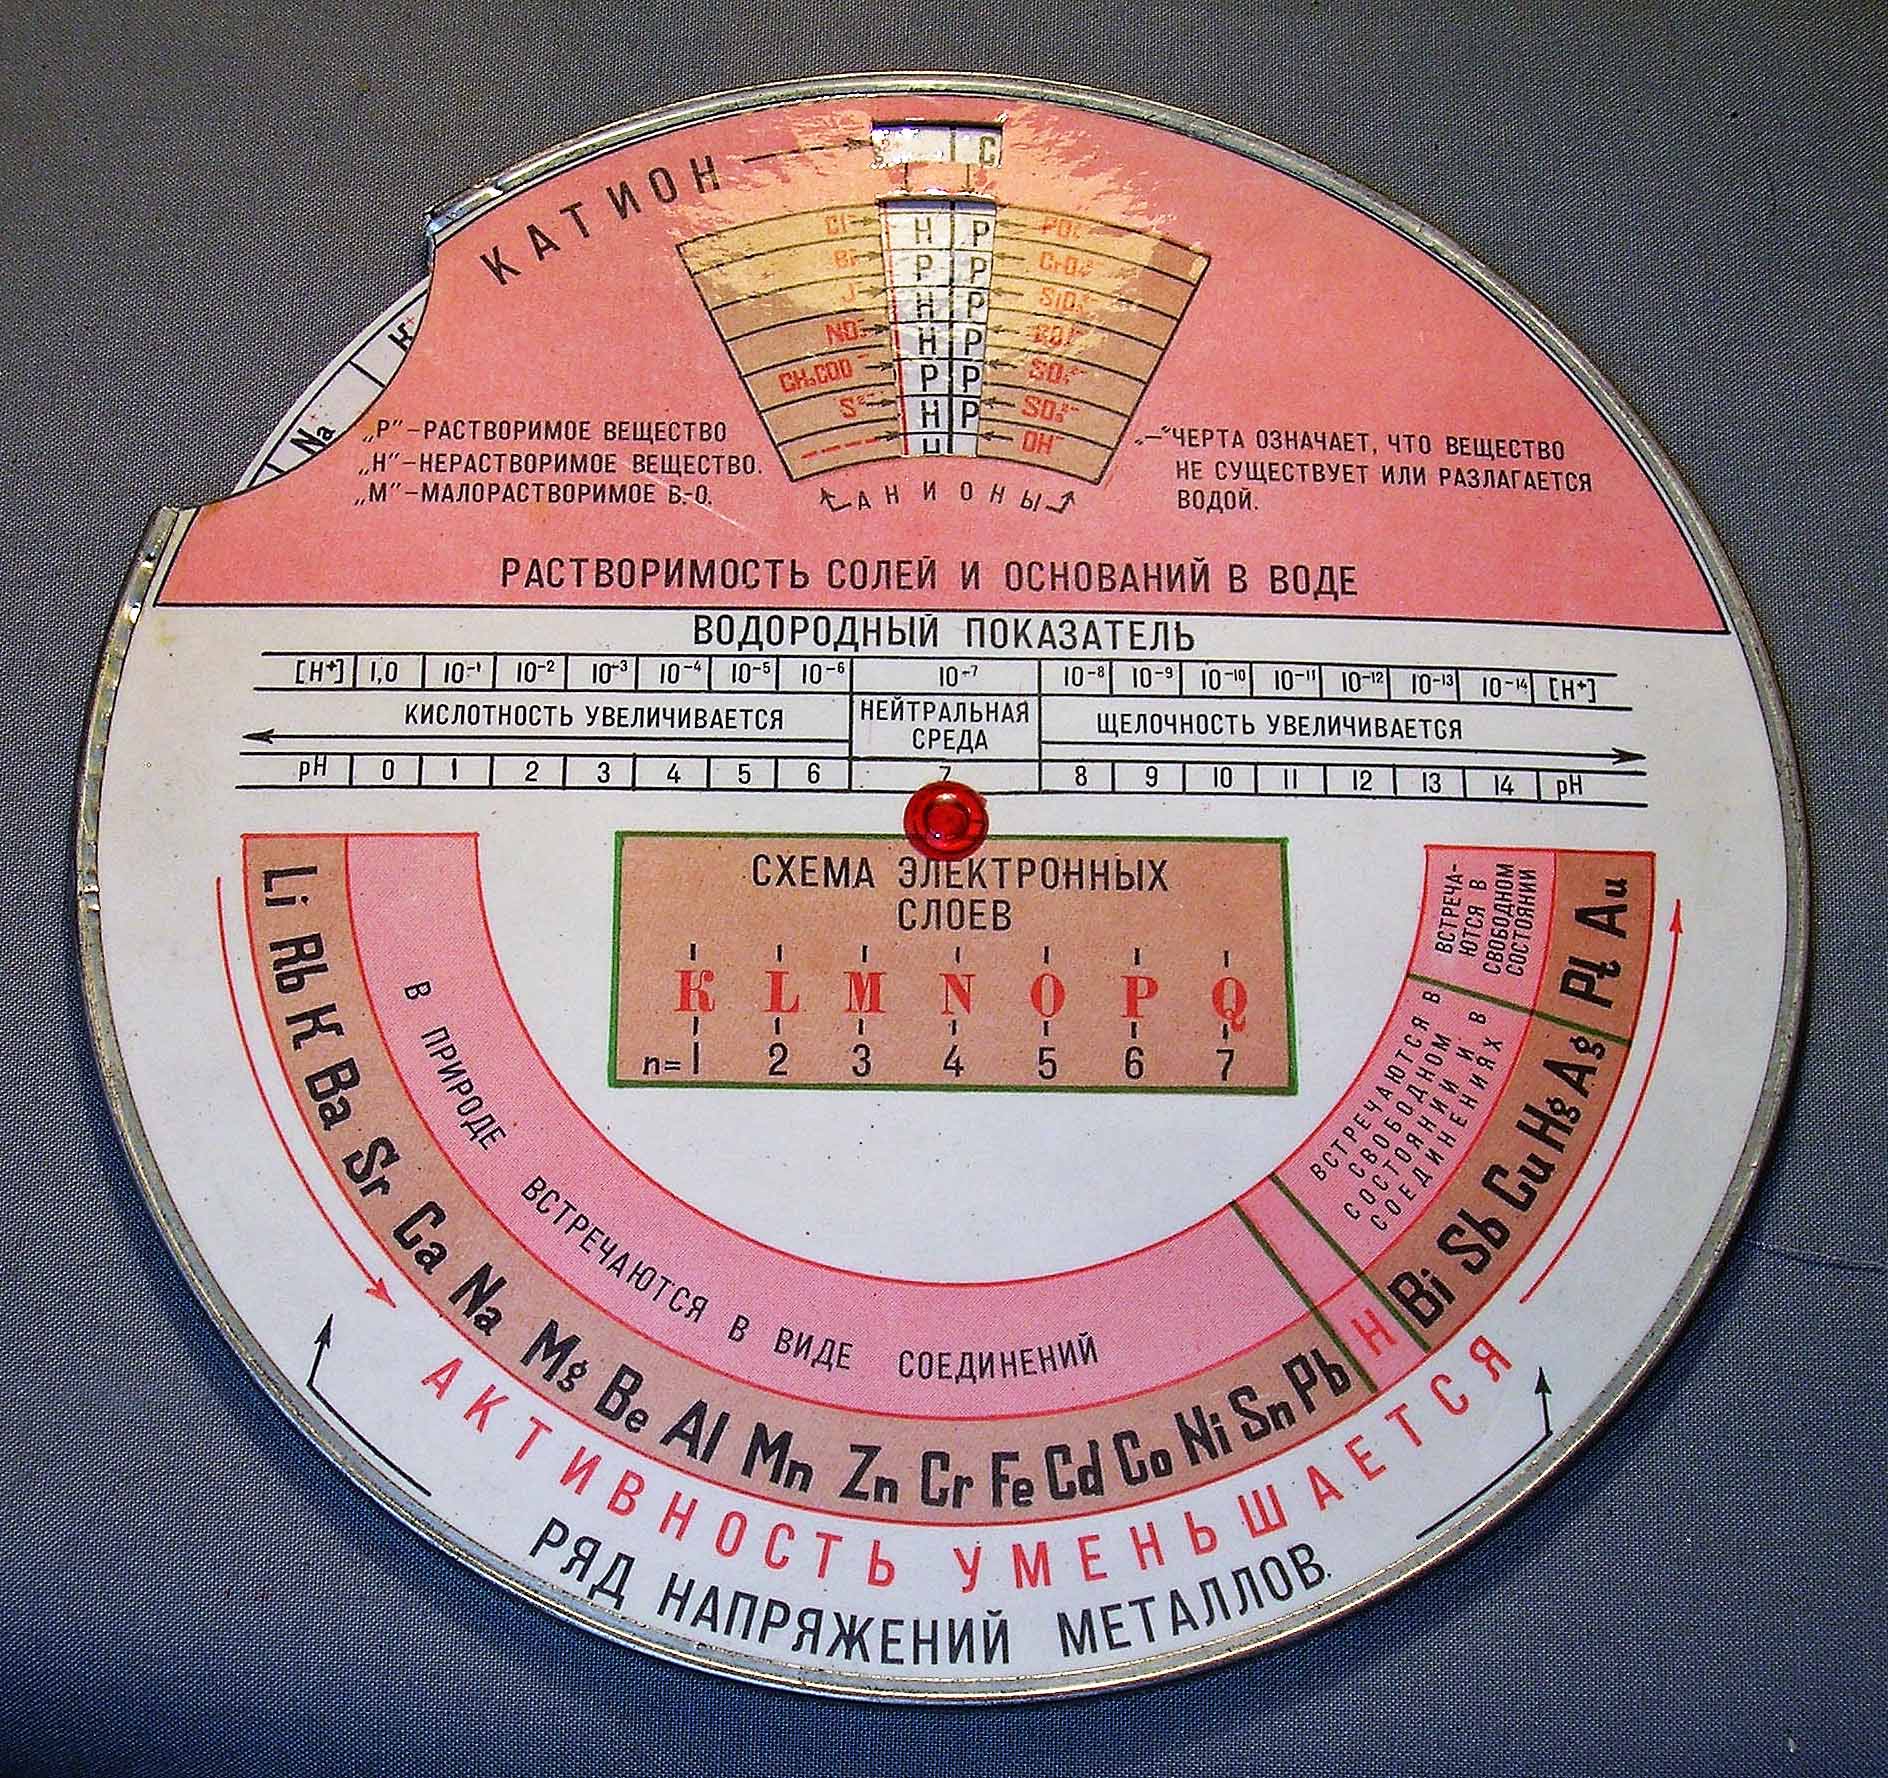 КАТИОН
С
Cl⁻ Н Р PO₄
Br Р Р CrO₄
J⁻ Н Р SiO₃²⁻
NO₃⁻ Н Р
CH₃COO⁻ Р Р SO₄²⁻
S²⁻ Н Р SO₃²⁻
OH⁻
АНИОНЫ
K⁺
Na⁺
„Р"–РАСТВОРИМОЕ ВЕЩЕСТВО
„Н"–НЕРАСТВОРИМОЕ ВЕЩЕСТВО.
„М"–МАЛОРАСТВОРИМОЕ В-О.
„—"ЧЕРТА ОЗНАЧАЕТ, ЧТО ВЕЩЕСТВО
НЕ СУЩЕСТВУЕТ ИЛИ РАЗЛАГАЕТСЯ
ВОДОЙ.
РАСТВОРИМОСТЬ СОЛЕЙ И ОСНОВАНИЙ В ВОДЕ
ВОДОРОДНЫЙ ПОКАЗАТЕЛЬ
[H⁺] 1,0 10⁻¹ 10⁻² 10⁻³ 10⁻⁴ 10⁻⁵ 10⁻⁶ 10⁻⁷ 10⁻⁸ 10⁻⁹ 10⁻¹⁰ 10⁻¹¹ 10⁻¹² 10⁻¹³ 10⁻¹⁴ [H⁺]
КИСЛОТНОСТЬ УВЕЛИЧИВАЕТСЯ
НЕЙТРАЛЬНАЯ
СРЕДА
ЩЕЛОЧНОСТЬ УВЕЛИЧИВАЕТСЯ
pH 0 1 2 3 4 5 6 7 8 9 10 11 12 13 14 pH
СХЕМА ЭЛЕКТРОННЫХ
СЛОЕВ
K L M N O P Q
n=1 2 3 4 5 6 7
В ПРИРОДЕ ВСТРЕЧАЮТСЯ В ВИДЕ СОЕДИНЕНИЙ
ВСТРЕЧАЮТСЯ В
СВОБОДНОМ
СОСТОЯНИИ И В
СОЕДИНЕНИЯХ
ВСТРЕЧА-
ЮТСЯ В
СВОБОДНОМ
СОСТОЯНИИ
Li Rb K Ba Sr Ca Na Mg Be Al Mn Zn Cr Fe Cd Co Ni Sn Pb H Bi Sb Cu Hg Ag Pt Au
АКТИВНОСТЬ УМЕНЬШАЕТСЯ
РЯД НАПРЯЖЕНИЙ МЕТАЛЛОВ.